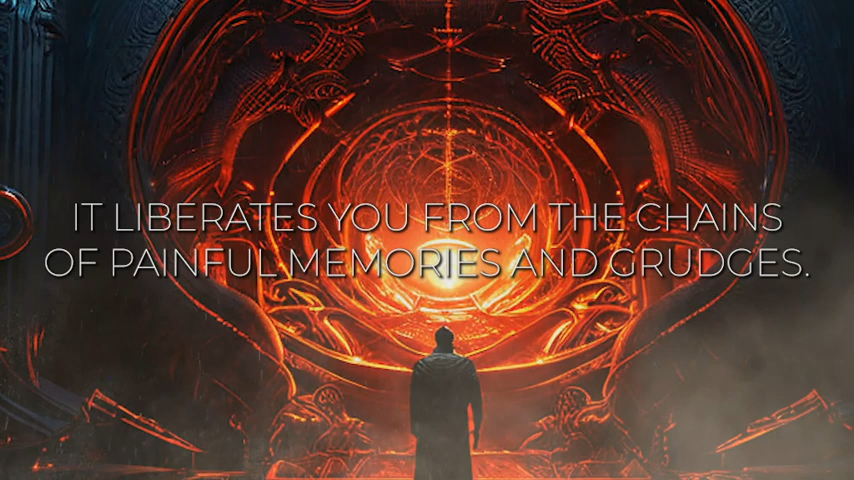 IT LIBERATES YOU FROM THE CHAINS
OF PAINFUL MEMORIES AND GRUDGES.